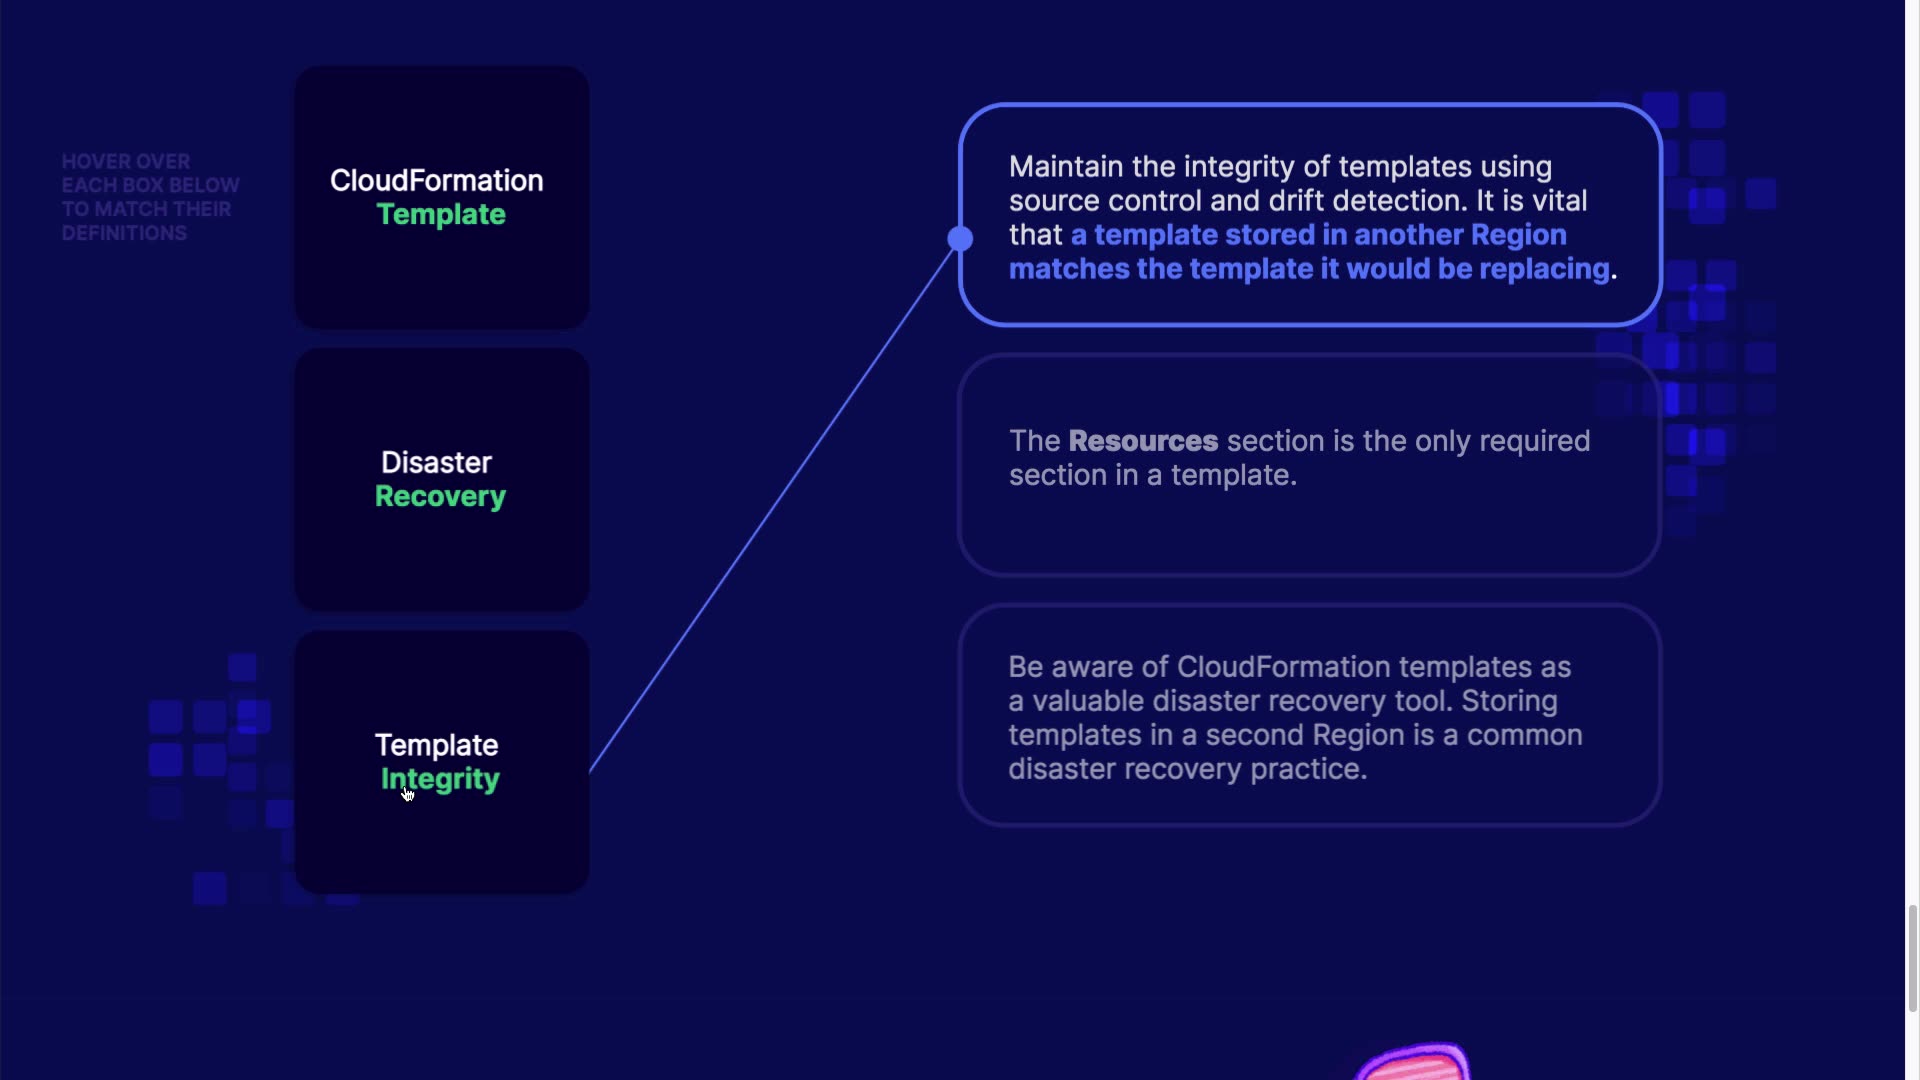 HOVER OVER
EACH BOX BELOW
TO MATCH THEIR
DEFINITIONS
CloudFormation
Template
Disaster
Recovery
Template
Integrity
Maintain the integrity of templates using
source control and drift detection. It is vital
that a template stored in another Region
matches the template it would be replacing.
The Resources section is the only required
section in a template.
Be aware of CloudFormation templates as
a valuable disaster recovery tool. Storing
templates in a second Region is a common
disaster recovery practice.